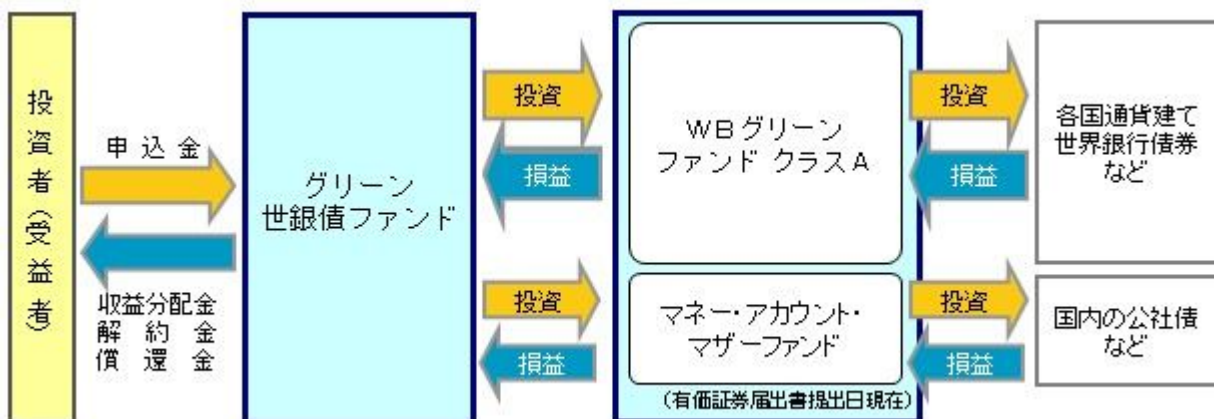 投資者(受益者)
申込金
収益分配金
解約金
償還金
グリーン
世銀債ファンド
投資
損益
投資
損益
WBグリーン
ファンド クラスA
マネー・アカウント・
マザーファンド
(有価証券届出書提出日現在)
投資
損益
投資
損益
各国通貨建て
世界銀行債券
など
国内の公社債
など